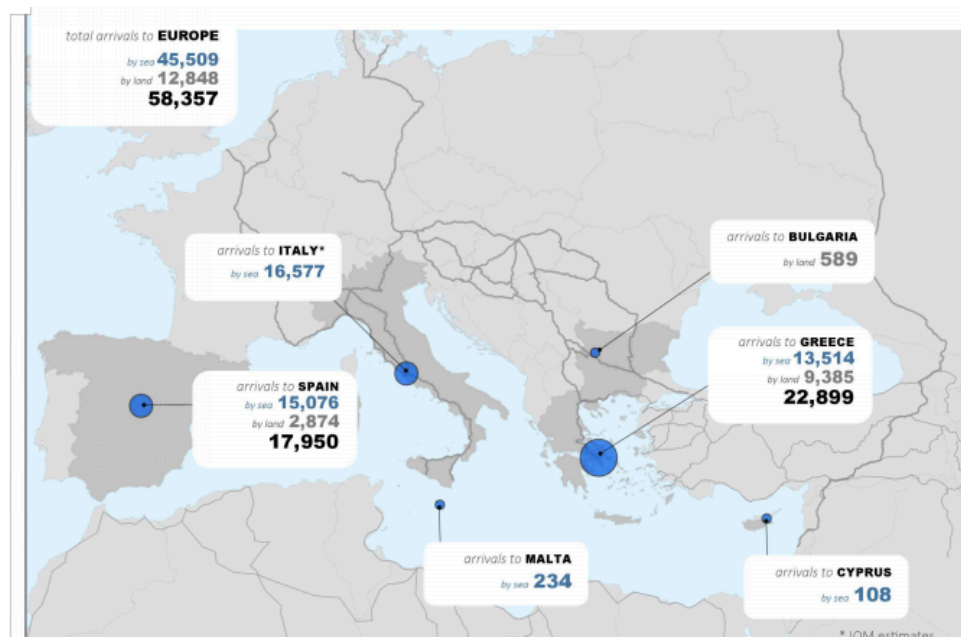 total arrivals to EUROPE
by sea 45,509
by land 12,848
58,357
arrivals to ITALY*
by sea 16,577
arrivals to BULGARIA
by land 589
arrivals to GREECE
by sea 13,514
by land 9,385
22,899
arrivals to SPAIN
by sea 15,076
by land 2,874
17,950
arrivals to MALTA
by sea 234
arrivals to CYPRUS
by sea 108
* IOM estimates